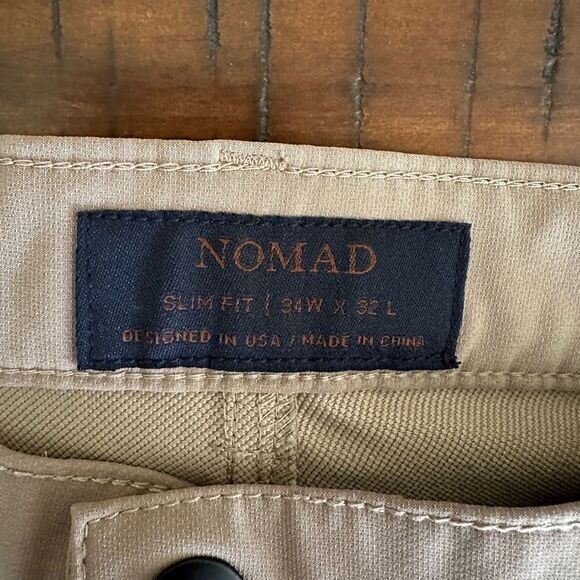 NOMAD
SLIM FIT | 34W X 32 L
DESIGNED IN USA / MADE IN CHINA